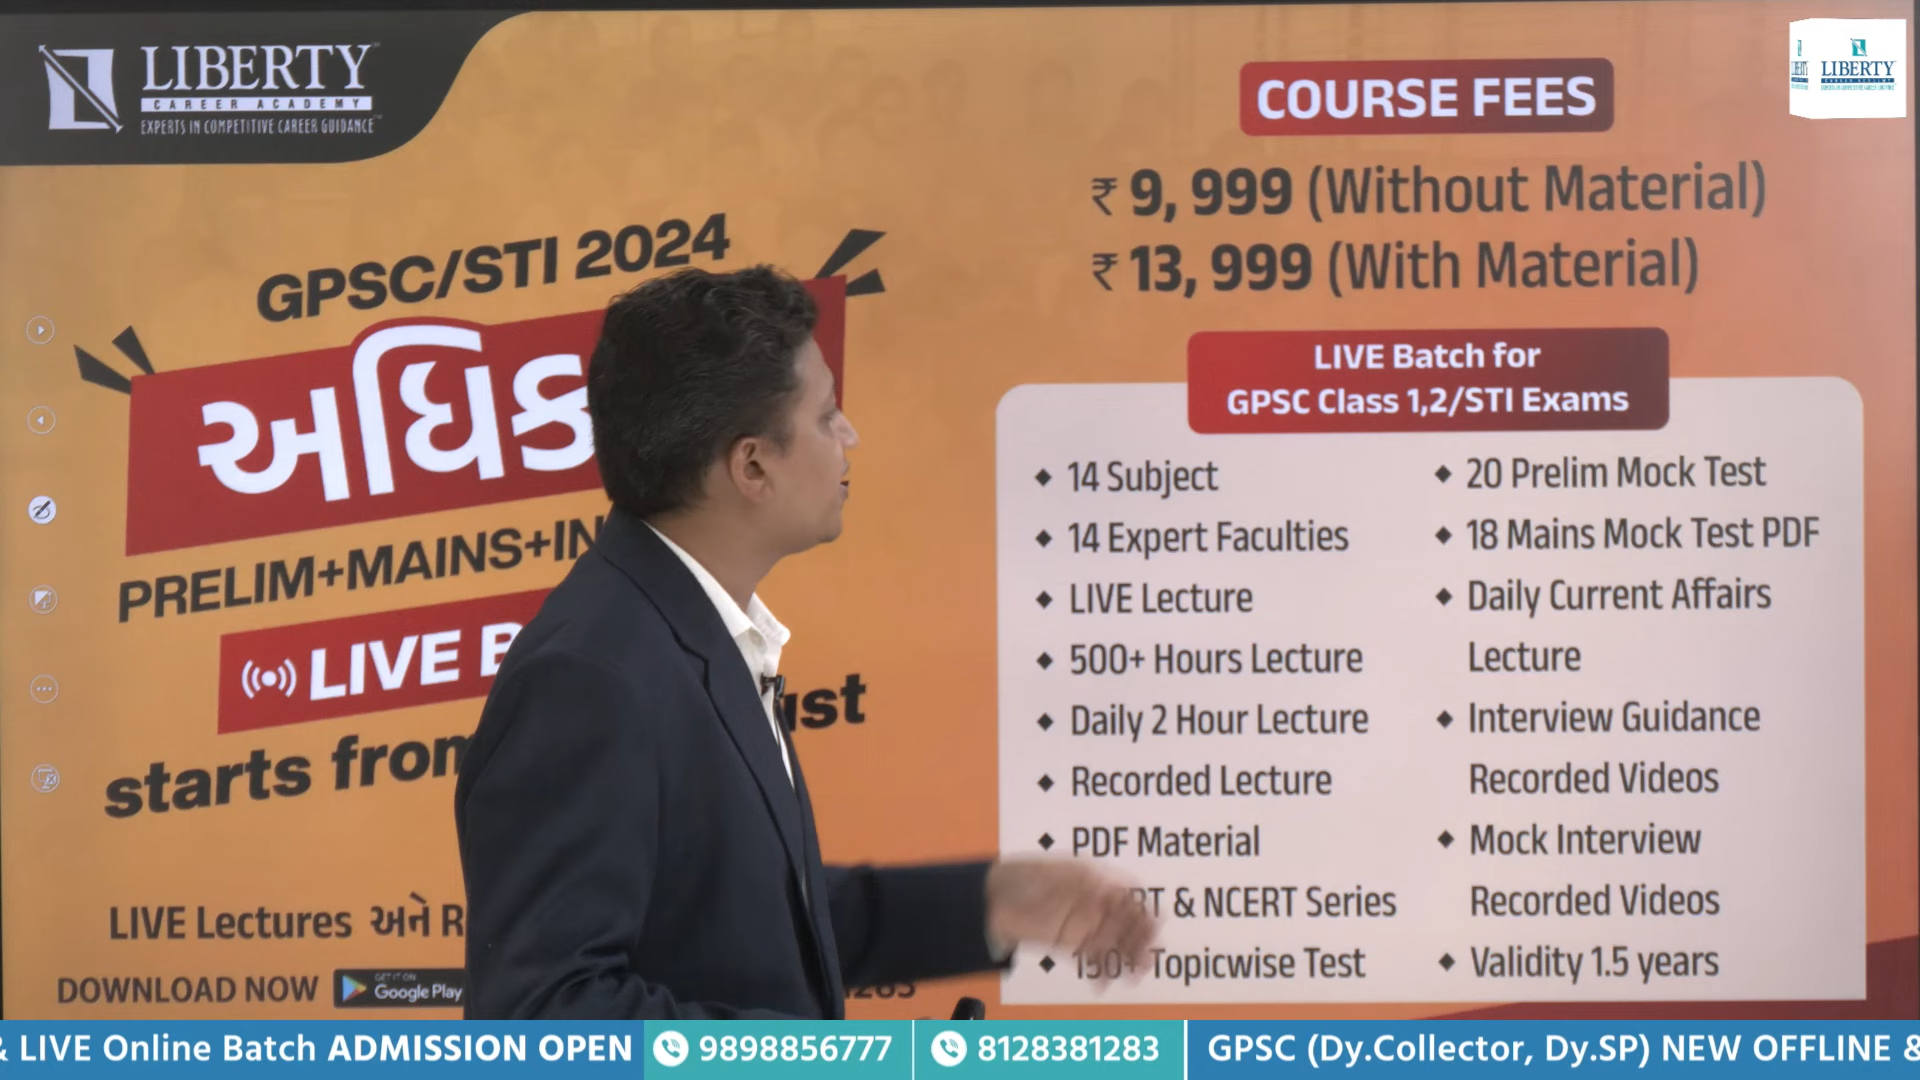 LIBERTY
CAREER ACADEMY
EXPERTS IN COMPETITIVE CAREER GUIDANCE
GPSC/STI 2024
PRELIM+MAINS+IN
LIVE B
starts from
ust
LIVE Lectures અને R
DOWNLOAD NOW
GET IT ON
Google Play
COURSE FEES
₹ 9, 999 (Without Material)
₹ 13, 999 (With Material)
LIVE Batch for
GPSC Class 1,2/STI Exams
14 Subject
14 Expert Faculties
LIVE Lecture
500+ Hours Lecture
Daily 2 Hour Lecture
Recorded Lecture
PDF Material
& NCERT Series
Topicwise Test
20 Prelim Mock Test
18 Mains Mock Test PDF
Daily Current Affairs
Lecture
Interview Guidance
Recorded Videos
Mock Interview
Recorded Videos
Validity 1.5 years
LIBERTY
& LIVE Online Batch ADMISSION OPEN 9898856777 8128381283 GPSC (Dy.Collector, Dy.SP) NEW OFFLINE &